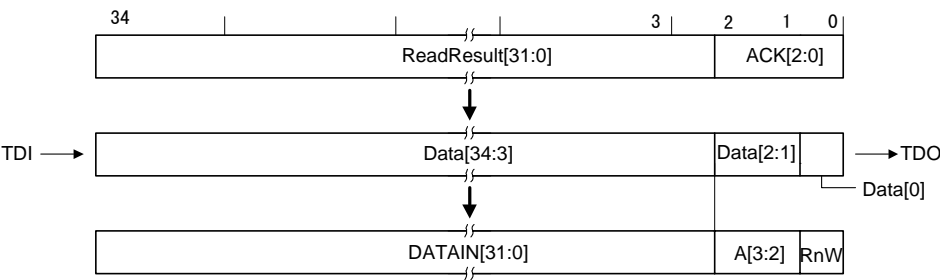 34 3 2 1 0
ReadResult[31:0] ACK[2:0]
TDI Data[34:3] Data[2:1] TDO
Data[0]
DATAIN[31:0] A[3:2] RnW